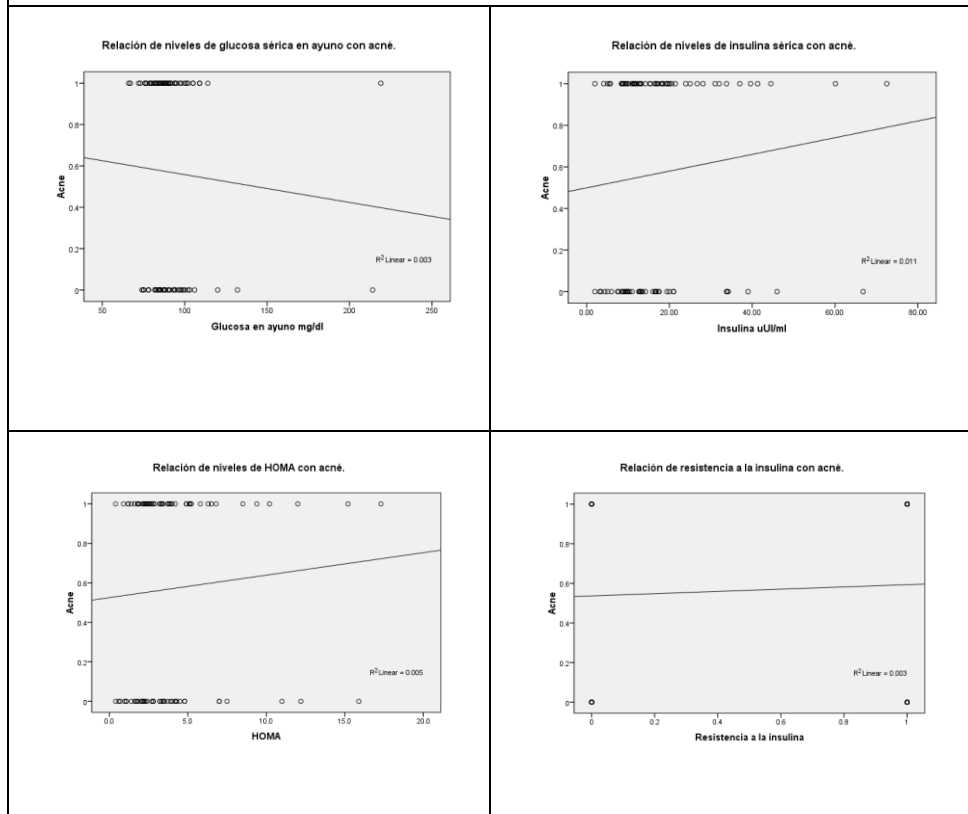 Relación de niveles de glucosa sérica en ayuno con acné.
Acne
1
0.8
0.6
0.4
0.2
0
R2 Linear = 0.003
50 100 150 200 250
Glucosa en ayuno mg/dl
Relación de niveles de insulina sérica con acné.
Acne
1
0.8
0.6
0.4
0.2
0
R2 Linear = 0.011
0.00 20.00 40.00 60.00 80.00
Insulina uUI/ml
Relación de niveles de HOMA con acné.
Acne
1
0.8
0.6
0.4
0.2
0
R2 Linear = 0.005
0.0 5.0 10.0 15.0 20.0
HOMA
Relación de resistencia a la insulina con acné.
Acne
1
0.8
0.6
0.4
0.2
0
R2 Linear = 0.003
0 0.2 0.4 0.6 0.8 1
Resistencia a la insulina